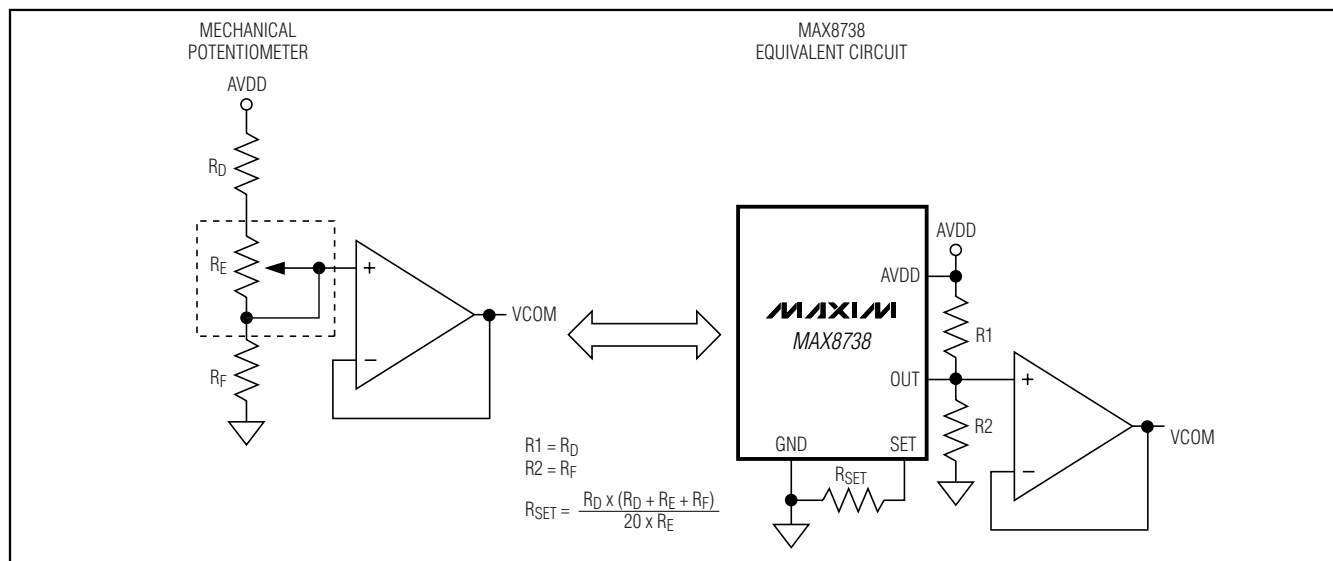 MECHANICAL
POTENTIOMETER
AVDD
RD
RE
RF
+
−
VCOM
MAX8738
EQUIVALENT CIRCUIT
AVDD
AVDD
MAXIM
MAX8738
OUT
GND
SET
RSET
R1
R2
+
−
VCOM
R1 = RD
R2 = RF
RSET = RD x (RD + RE + RF)
20 x RE